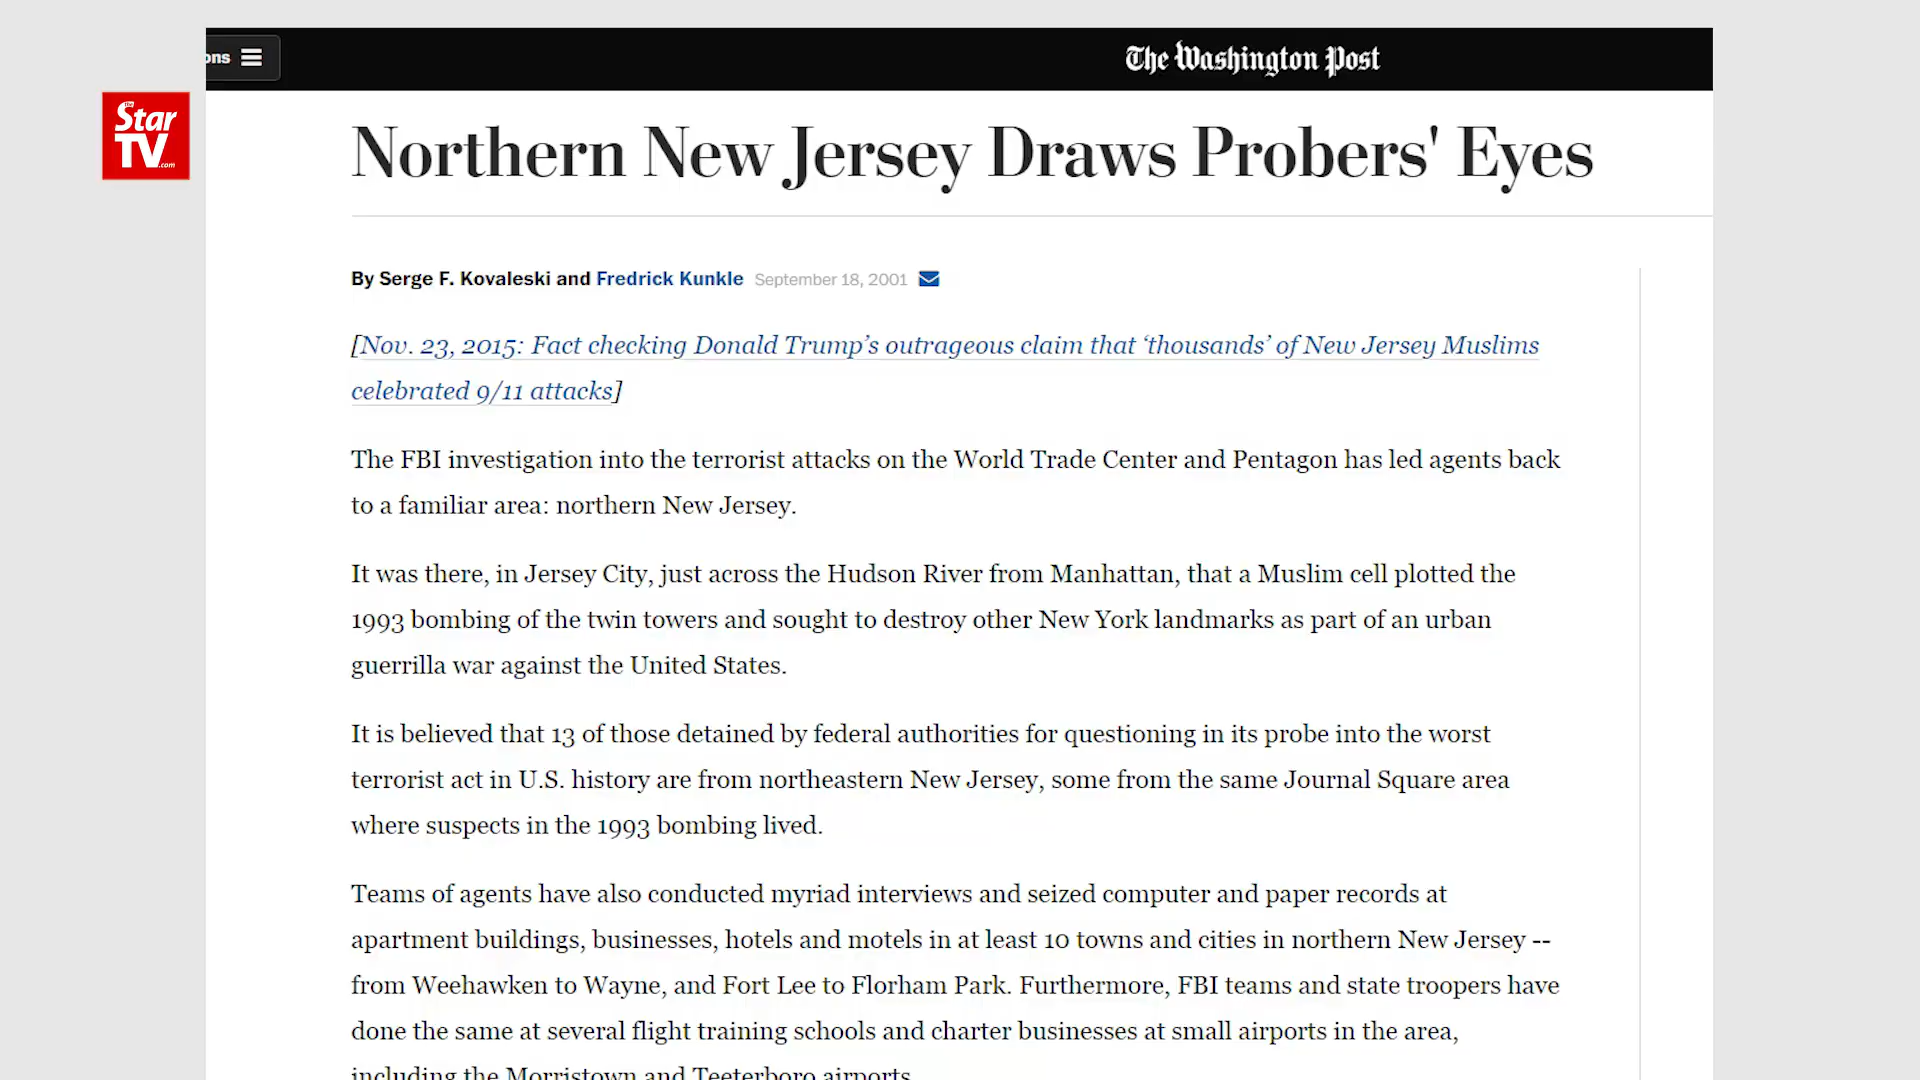 ons
The Washington Post
The Star
TV.com
Northern New Jersey Draws Probers' Eyes
By Serge F. Kovaleski and Fredrick Kunkle September 18, 2001
[Nov. 23, 2015: Fact checking Donald Trump’s outrageous claim that ‘thousands’ of New Jersey Muslims
celebrated 9/11 attacks]
The FBI investigation into the terrorist attacks on the World Trade Center and Pentagon has led agents back
to a familiar area: northern New Jersey.
It was there, in Jersey City, just across the Hudson River from Manhattan, that a Muslim cell plotted the
1993 bombing of the twin towers and sought to destroy other New York landmarks as part of an urban
guerrilla war against the United States.
It is believed that 13 of those detained by federal authorities for questioning in its probe into the worst
terrorist act in U.S. history are from northeastern New Jersey, some from the same Journal Square area
where suspects in the 1993 bombing lived.
Teams of agents have also conducted myriad interviews and seized computer and paper records at
apartment buildings, businesses, hotels and motels in at least 10 towns and cities in northern New Jersey --
from Weehawken to Wayne, and Fort Lee to Florham Park. Furthermore, FBI teams and state troopers have
done the same at several flight training schools and charter businesses at small airports in the area,
including the Morristown and Teeterboro airports.